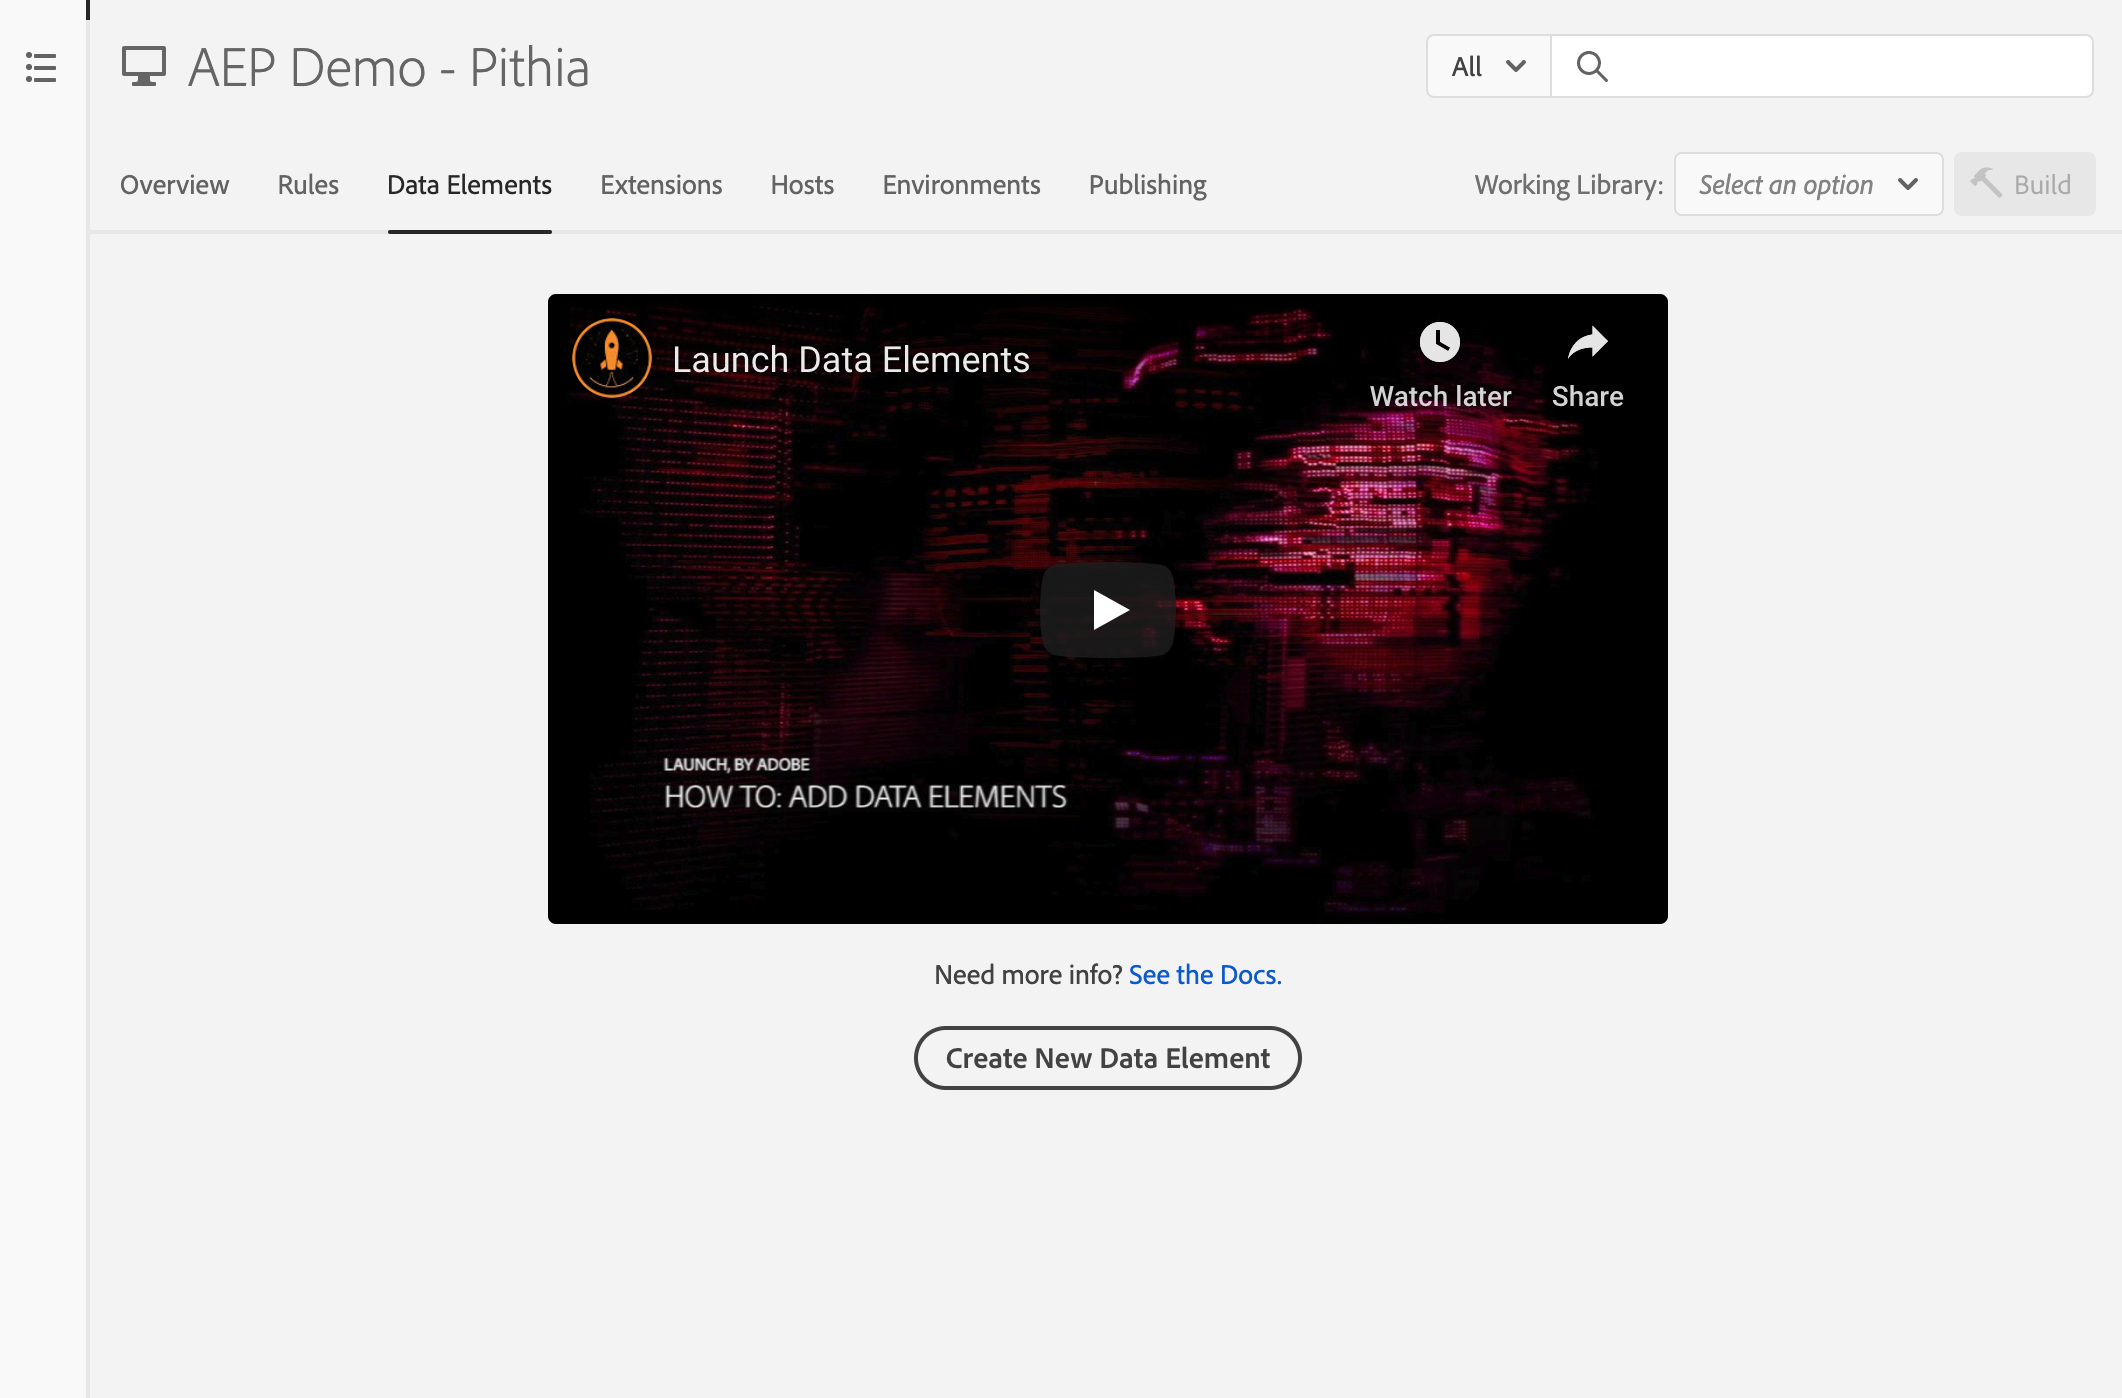 AEP Demo - Pithia
All
Overview Rules Data Elements Extensions Hosts Environments Publishing Working Library: Select an option Build
Launch Data Elements
Watch later Share
LAUNCH, BY ADOBE
HOW TO: ADD DATA ELEMENTS
Need more info? See the Docs.
Create New Data Element